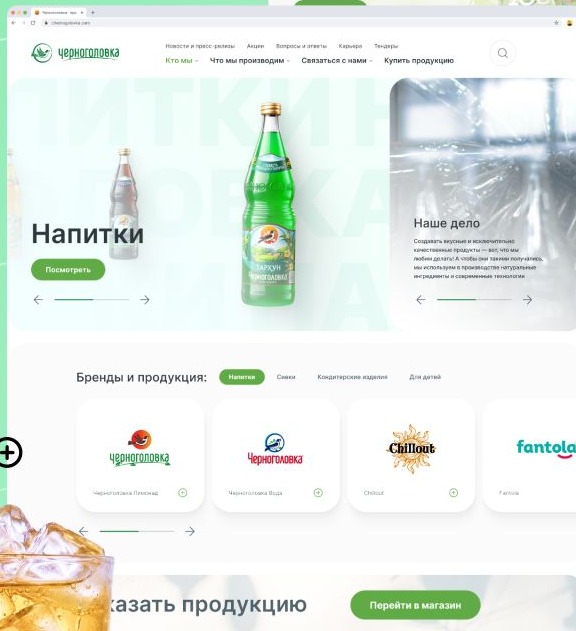 chernogolovka.com
черноголовка
Новости и пресс-релизы Акции Вопросы и ответы Карьера Тендеры
Кто мы Что мы производим Связаться с нами Купить продукцию
Напитки
Посмотреть
ТАРХУН
Черноголовка
Наше дело
Создавать вкусные и исключительно
качественные продукты — вот, что мы
любим делать! А чтобы они такими получались,
мы используем в производстве натуральные
ингредиенты и современные технологии
Бренды и продукция: Напитки Снеки Кондитерские изделия Для детей
черноголовка
Черноголовка
Chillout
fantola
Черноголовка Лимонад
Черноголовка Вода
Chillout
Fantola
казать продукцию
Перейти в магазин